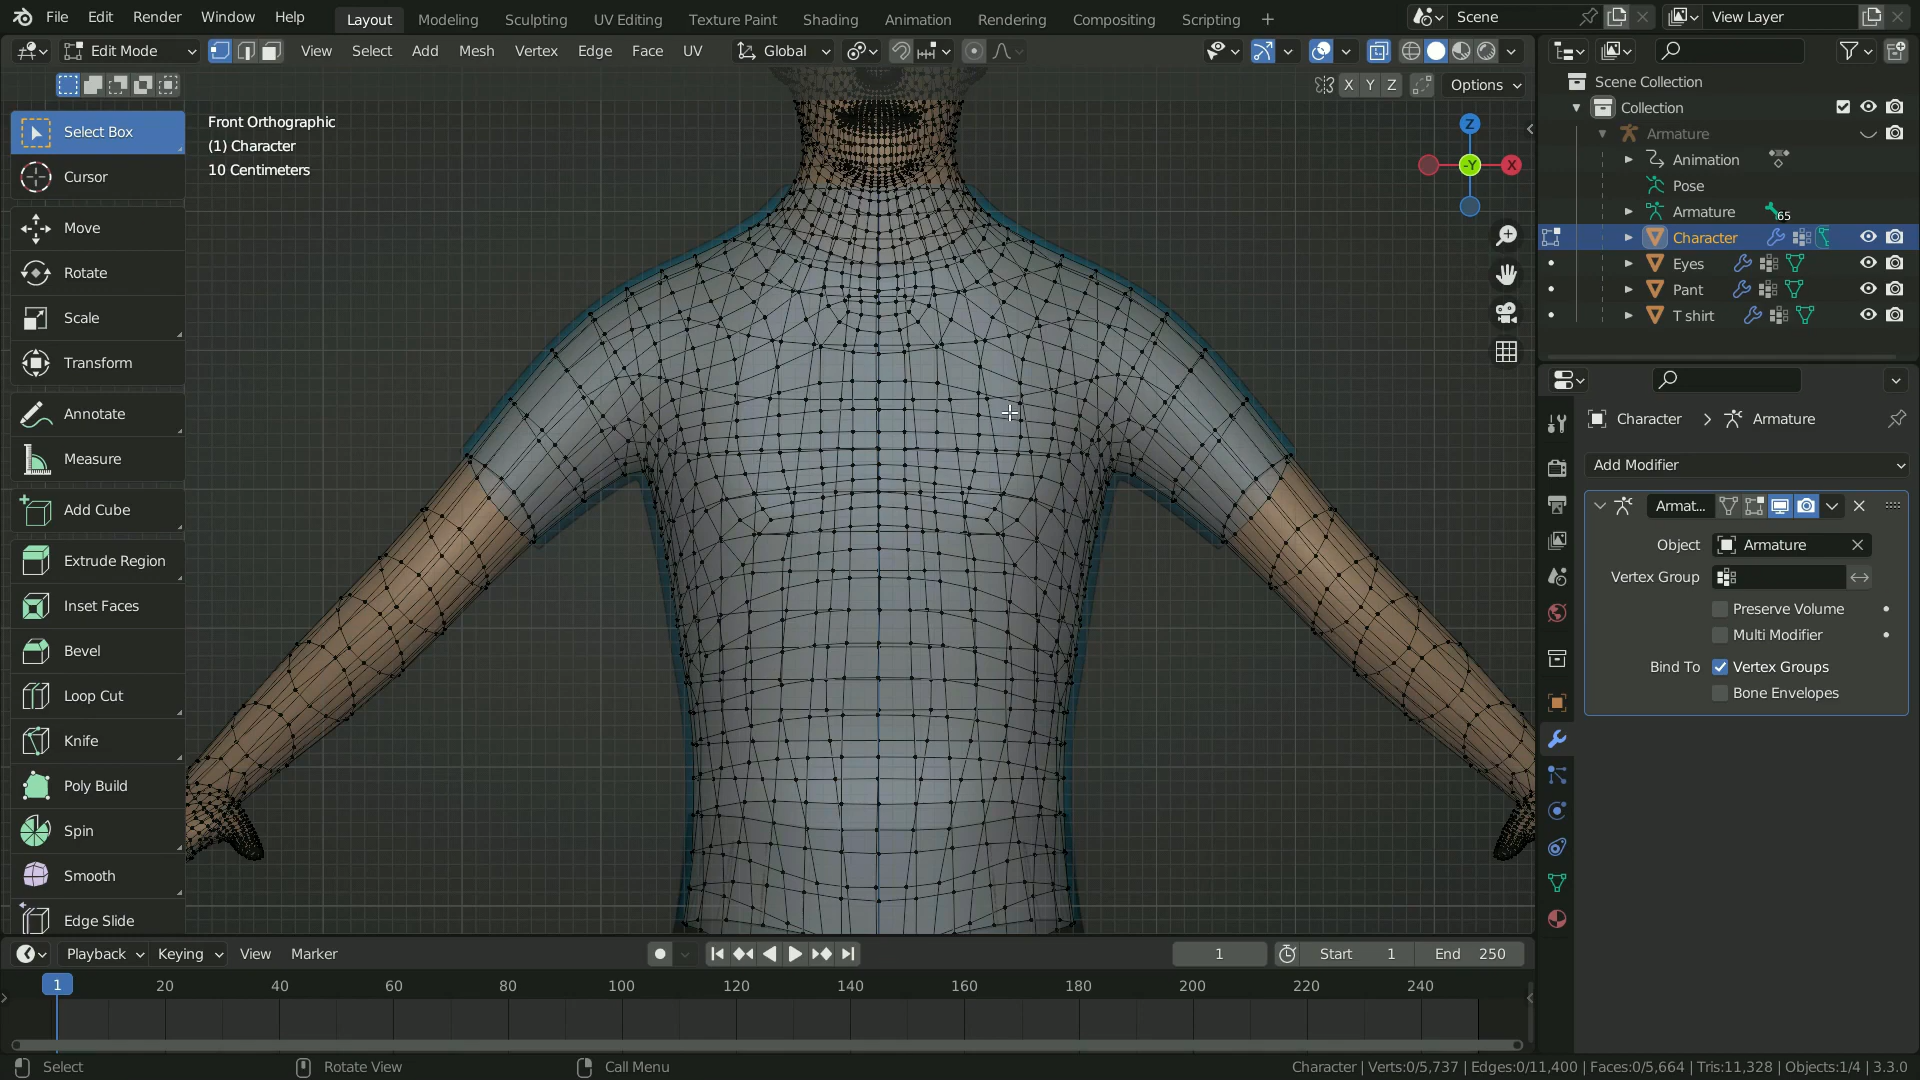 File Edit Render Window Help Layout Modeling Sculpting UV Editing Texture Paint Shading Animation Rendering Compositing Scripting + Scene View Layer
Edit Mode View Select Add Mesh Vertex Edge Face UV Global
X Y Z Options
Select Box
Cursor
Move
Rotate
Scale
Transform
Annotate
Measure
Add Cube
Extrude Region
Inset Faces
Bevel
Loop Cut
Knife
Poly Build
Spin
Smooth
Edge Slide
Front Orthographic
(1) Character
10 Centimeters
Z
-Y X
Scene Collection
Collection
Armature
Animation
Pose
Armature 65
Character
Eyes
Pant
T shirt
Character > Armature
Add Modifier
Armat...
Object Armature
Vertex Group
Preserve Volume
Multi Modifier
Bind To Vertex Groups
Bone Envelopes
Playback Keying View Marker 1 Start 1 End 250
1 20 40 60 80 100 120 140 160 180 200 220 240
Select Rotate View Call Menu Character | Verts:0/5,737 | Edges:0/11,400 | Faces:0/5,664 | Tris:11,328 | Objects:1/4 | 3.3.0